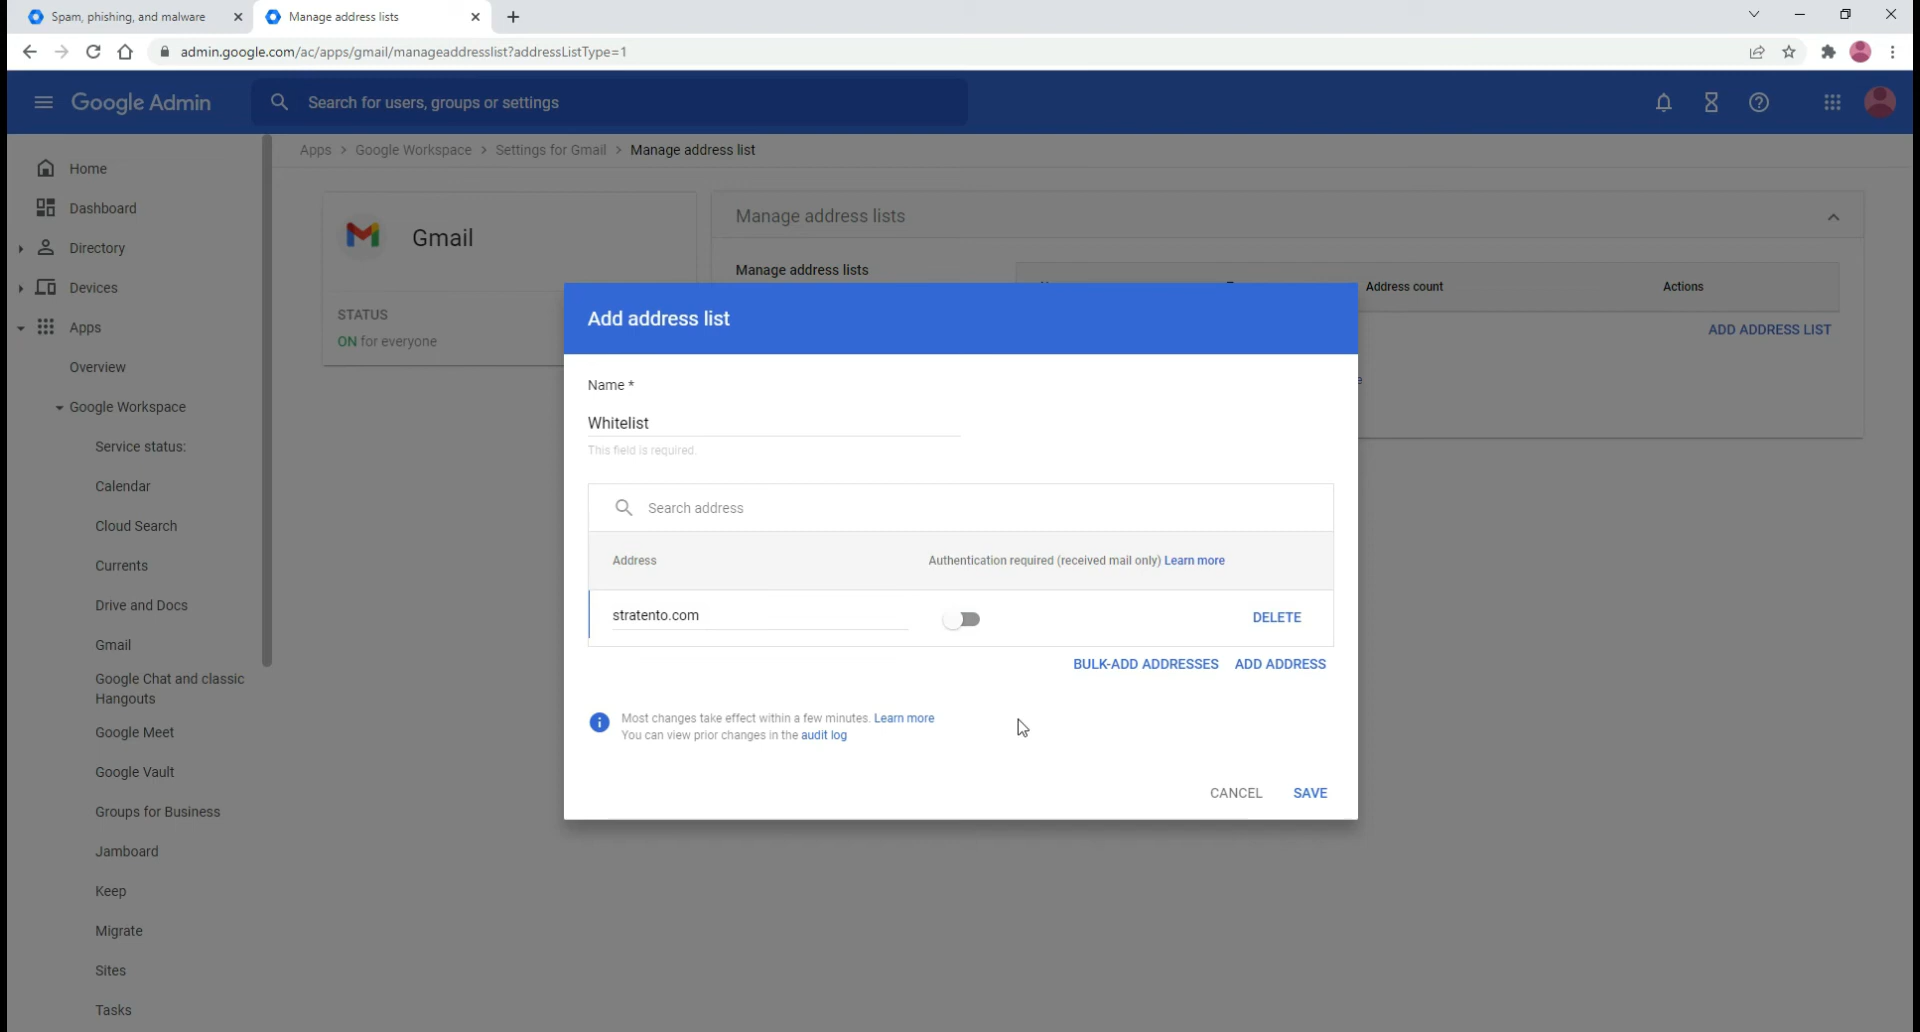 Spam, phishing, and malware
Manage address lists
admin.google.com/ac/apps/gmail/manageaddresslist?addressListType=1
Google Admin
Search for users, groups or settings
Apps > Google Workspace > Settings for Gmail > Manage address list
Home
Dashboard
Directory
Devices
Apps
Overview
Google Workspace
Service status:
Calendar
Cloud Search
Currents
Drive and Docs
Gmail
Google Chat and classic
Hangouts
Google Meet
Google Vault
Groups for Business
Jamboard
Keep
Migrate
Sites
Tasks
Gmail
STATUS
ON for everyone
Manage address lists
Manage address lists
Address count
Actions
ADD ADDRESS LIST
Add address list
Name *
Whitelist
This field is required.
Search address
Address
Authentication required (received mail only) Learn more
stratento.com
DELETE
BULK-ADD ADDRESSES
ADD ADDRESS
Most changes take effect within a few minutes. Learn more
You can view prior changes in the audit log
CANCEL
SAVE